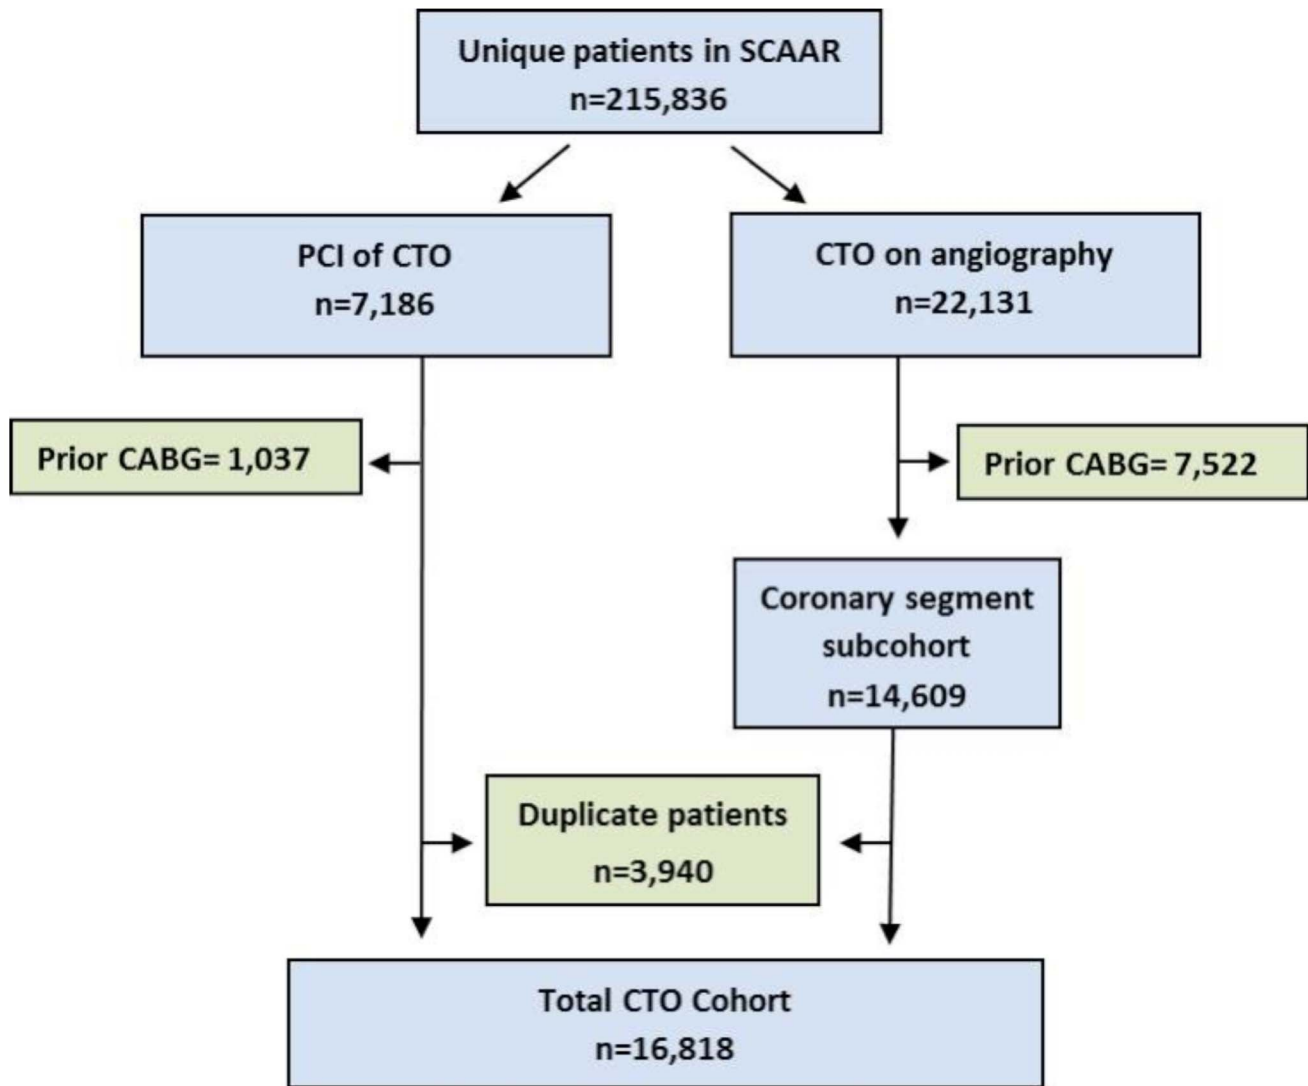 Unique patients in SCAAR
n=215,836
PCI of CTO
n=7,186
CTO on angiography
n=22,131
Prior CABG= 1,037
Prior CABG= 7,522
Coronary segment
subcohort
n=14,609
Duplicate patients
n=3,940
Total CTO Cohort
n=16,818